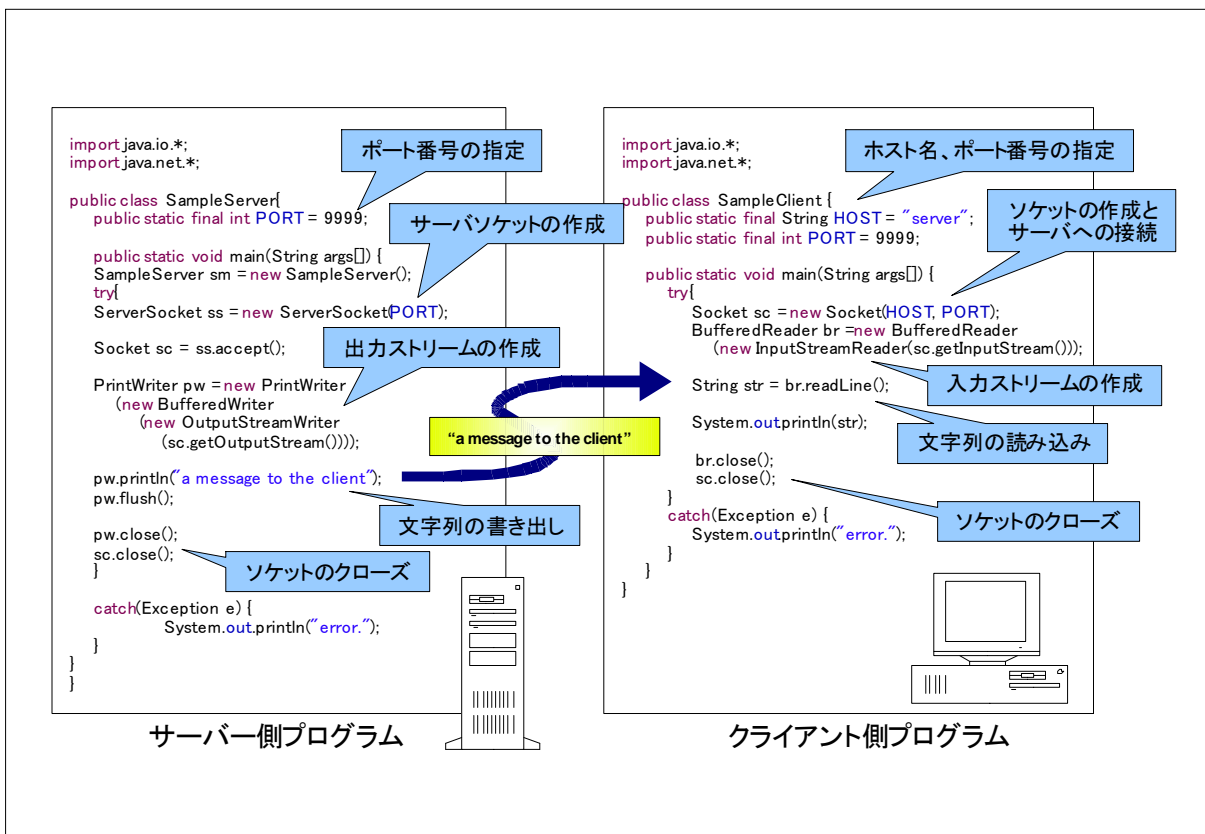 import java.io.*;
import java.net.*;
ポート番号の指定
public class SampleServer{
public static final int PORT = 9999;
サーバソケットの作成
public static void main(String args[]) {
SampleServer sm = new SampleServer();
try{
ServerSocket ss = new ServerSocket(PORT);
Socket sc = ss.accept();
出力ストリームの作成
PrintWriter pw = new PrintWriter
(new BufferedWriter
(new OutputStreamWriter
(sc.getOutputStream())));
"a message to the client"
pw.println("a message to the client");
pw.flush();
文字列の書き出し
pw.close();
sc.close();
ソケットのクローズ
}
catch(Exception e) {
System.out.println("error.");
}
}
}
サーバー側プログラム
import java.io.*;
import java.net.*;
ホスト名、ポート番号の指定
public class SampleClient {
public static final String HOST = "server";
public static final int PORT = 9999;
ソケットの作成と
サーバへの接続
public static void main(String args[]) {
try{
Socket sc = new Socket(HOST, PORT);
BufferedReader br =new BufferedReader
(new InputStreamReader(sc.getInputStream()));
入力ストリームの作成
String str = br.readLine();
System.out.println(str);
文字列の読み込み
br.close();
sc.close();
ソケットのクローズ
}
catch(Exception e) {
System.out.println("error.");
}
}
}
クライアント側プログラム